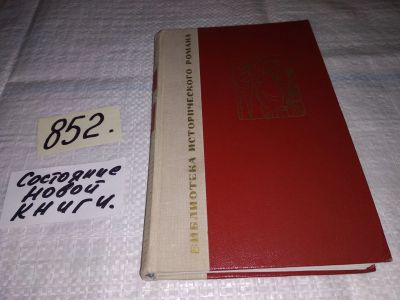 852.
Состояние
новой
книги.
БИБЛИОТЕКА ИСТОРИЧЕСКОГО РОМАНА